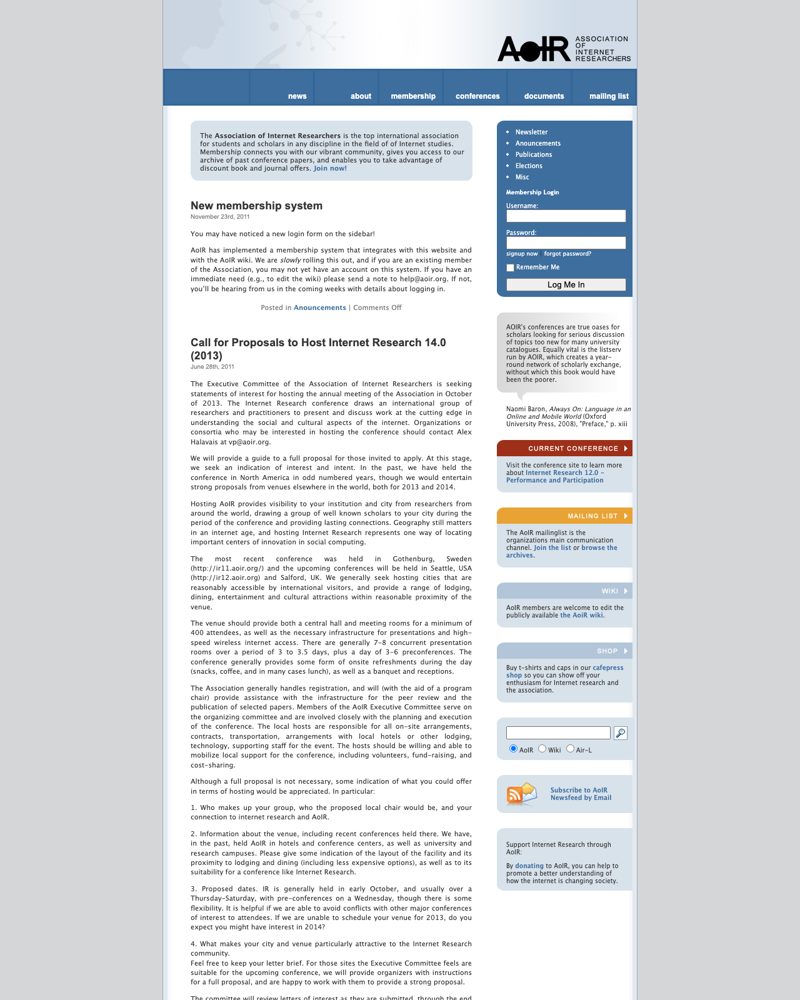 AoIR ASSOCIATION
OF
INTERNET
RESEARCHERS
news about membership conferences documents mailing list
The Association of Internet Researchers is the top international association
for students and scholars in any discipline in the field of of Internet studies.
Membership connects you with our vibrant community, gives you access to our
archive of past conference papers, and enables you to take advantage of
discount book and journal offers. Join now!
New membership system
November 23rd, 2011
You may have noticed a new login form on the sidebar!
AoIR has implemented a membership system that integrates with this website and
with the AoIR wiki. We are slowly rolling this out, and if you are an existing member
of the Association, you may not yet have an account on this system. If you have an
immediate need (e.g., to edit the wiki) please send a note to help@aoir.org. If not,
you'll be hearing from us in the coming weeks with details about logging in.
Posted in Anouncements | Comments Off
Call for Proposals to Host Internet Research 14.0
(2013)
June 28th, 2011
The Executive Committee of the Association of Internet Researchers is seeking
statements of interest for hosting the annual meeting of the Association in October
of 2013. The Internet Research conference draws an international group of
researchers and practitioners to present and discuss work at the cutting edge in
understanding the social and cultural aspects of the internet. Organizations or
consortia who may be interested in hosting the conference should contact Alex
Halavais at vp@aoir.org.
We will provide a guide to a full proposal for those invited to apply. At this stage,
we seek an indication of interest and intent. In the past, we have held the
conference in North America in odd numbered years, though we would entertain
strong proposals from venues elsewhere in the world, both for 2013 and 2014.
Hosting AoIR provides visibility to your institution and city from researchers from
around the world, drawing a group of well known scholars to your city during the
period of the conference and providing lasting connections. Geography still matters
in an internet age, and hosting Internet Research represents one way of locating
important centers of innovation in social computing.
The most recent conference was held in Gothenburg, Sweden
(http://ir11.aoir.org/) and the upcoming conferences will be held in Seattle, USA
(http://ir12.aoir.org) and Salford, UK. We generally seek hosting cities that are
reasonably accessible by international visitors, and provide a range of lodging,
dining, entertainment and cultural attractions within reasonable proximity of the
venue.
The venue should provide both a central hall and meeting rooms for a minimum of
400 attendees, as well as the necessary infrastructure for presentations and high-
speed wireless internet access. There are generally 7-8 concurrent presentation
rooms over a period of 3 to 3.5 days, plus a day of 3-6 preconferences. The
conference generally provides some form of onsite refreshments during the day
(snacks, coffee, and in many cases lunch), as well as a banquet and receptions.
The Association generally handles registration, and will (with the aid of a program
chair) provide assistance with the infrastructure for the peer review and the
publication of selected papers. Members of the AoIR Executive Committee serve on
the organizing committee and are involved closely with the planning and execution
of the conference. The local hosts are responsible for all on-site arrangements,
contracts, transportation, arrangements with local hotels or other lodging,
technology, supporting staff for the event. The hosts should be willing and able to
mobilize local support for the conference, including volunteers, fund-raising, and
cost-sharing.
Although a full proposal is not necessary, some indication of what you could offer
in terms of hosting would be appreciated. In particular:
1. Who makes up your group, who the proposed local chair would be, and your
connection to internet research and AoIR.
2. Information about the venue, including recent conferences held there. We have,
in the past, held AoIR in hotels and conference centers, as well as university and
research campuses. Please give some indication of the layout of the facility and its
proximity to lodging and dining (including less expensive options), as well as to its
suitability for a conference like Internet Research.
3. Proposed dates. IR is generally held in early October, and usually over a
Thursday-Saturday, with pre-conferences on a Wednesday, though there is some
flexibility. It is helpful if we are able to avoid conflicts with other major conferences
of interest to attendees. If we are unable to schedule your venue for 2013, do you
expect you might have interest in 2014?
4. What makes your city and venue particularly attractive to the Internet Research
community.
Feel free to keep your letter brief. For those sites the Executive Committee feels are
suitable for the upcoming conference, we will provide organizers with instructions
for a full proposal, and are happy to work with them to provide a strong proposal.
The committee will review letters of interest as they are submitted, through the end
Newsletter
Anouncements
Publications
Elections
Misc
Membership Login
Username:
Password:
signup now | forgot password?
Remember Me
Log Me In
AOIR's conferences are true oases for
scholars looking for serious discussion
of topics too new for many university
catalogues. Equally vital is the listserv
run by AOIR, which creates a year-
round network of scholarly exchange,
without which this book would have
been the poorer.
Naomi Baron, Always On: Language in an
Online and Mobile World (Oxford
University Press, 2008), "Preface," p. xiii
CURRENT CONFERENCE
Visit the conference site to learn more
about Internet Research 12.0 -
Performance and Participation
MAILING LIST
The AoIR mailinglist is the
organizations main communication
channel. Join the list or browse the
archives.
WIKI
AoIR members are welcome to edit the
publicly available the AoIR wiki.
SHOP
Buy t-shirts and caps in our cafepress
shop so you can show off your
enthusiasm for Internet research and
the association.
AoIR Wiki Air-L
Subscribe to AoIR
Newsfeed by Email
Support Internet Research through
AoIR:
By donating to AoIR, you can help to
promote a better understanding of
how the internet is changing society.